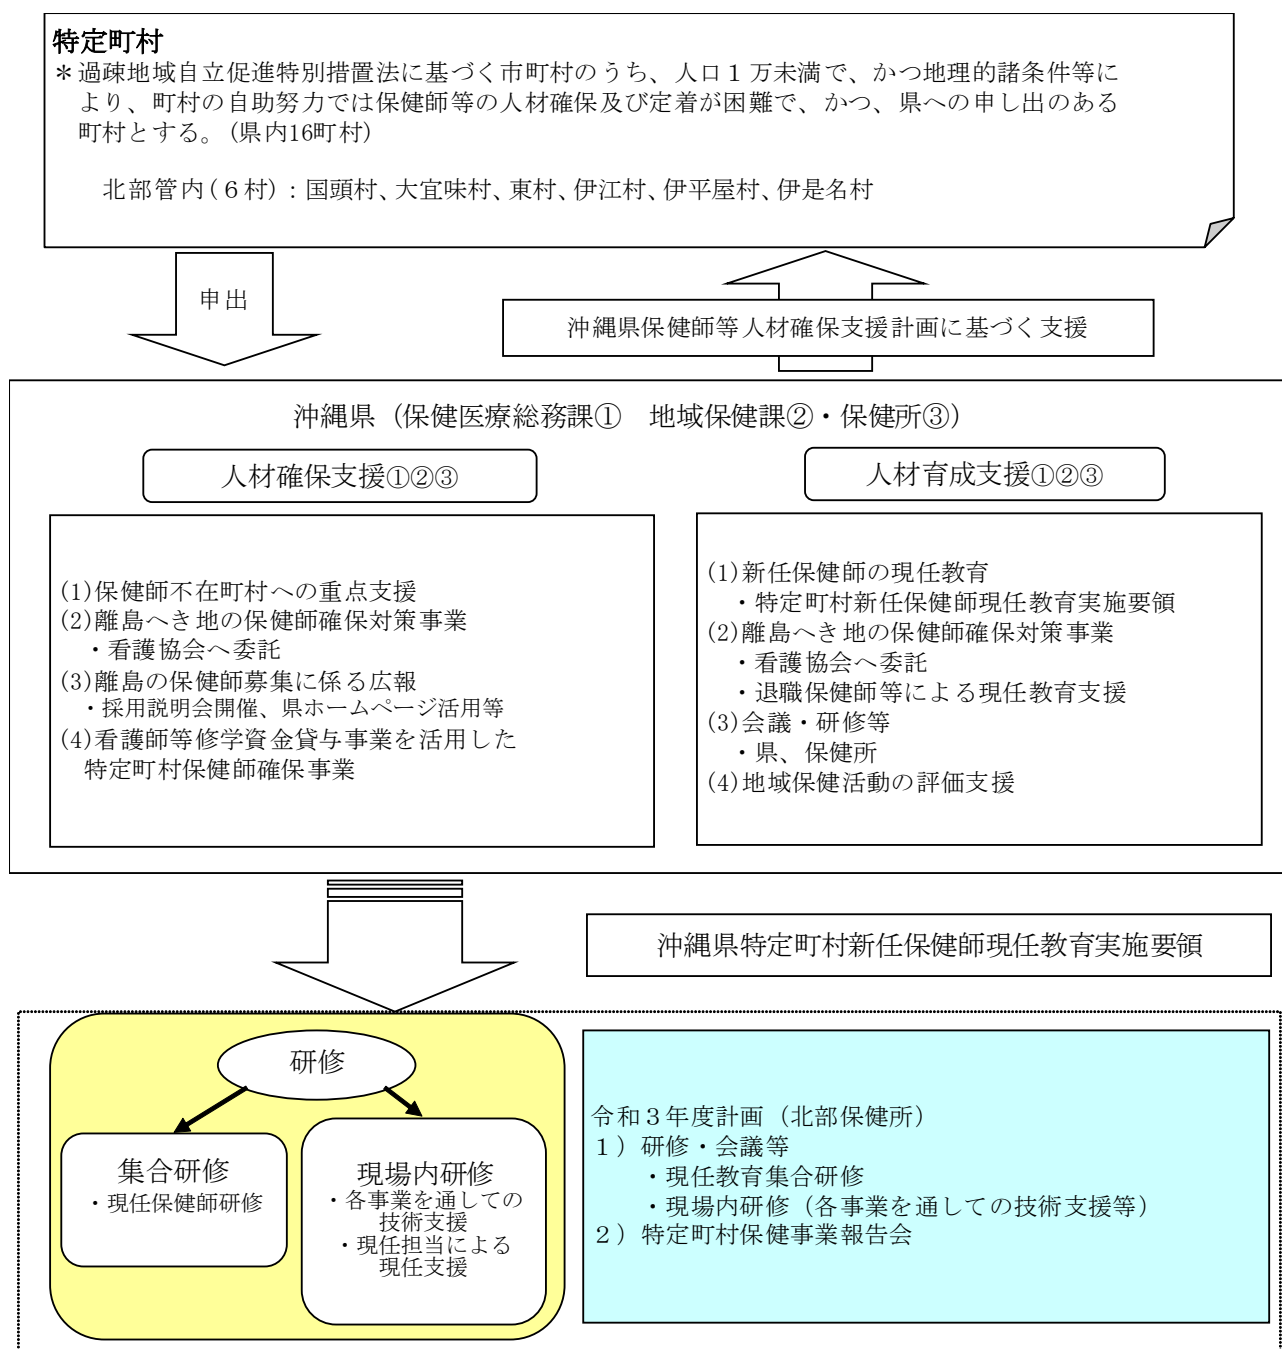 特定町村
＊過疎地域自立促進特別措置法に基づく市町村のうち、人口１万未満で、かつ地理的諸条件等に
より、町村の自助努力では保健師等の人材確保及び定着が困難で、かつ、県への申し出のある
町村とする。(県内16町村)
北部管内(６村)：国頭村、大宜味村、東村、伊江村、伊平屋村、伊是名村
申出
沖縄県保健師等人材確保支援計画に基づく支援
沖縄県（保健医療総務課①　地域保健課②・保健所③）
人材確保支援①②③
(1)保健師不在町村への重点支援
(2)離島へき地の保健師確保対策事業
・看護協会へ委託
(3)離島の保健師募集に係る広報
・採用説明会開催、県ホームページ活用等
(4)看護師等修学資金貸与事業を活用した
特定町村保健師確保事業
人材育成支援①②③
(1)新任保健師の現任教育
・特定町村新任保健師現任教育実施要領
(2)離島へき地の保健師確保対策事業
・看護協会へ委託
・退職保健師等による現任教育支援
(3)会議・研修等
・県、保健所
(4)地域保健活動の評価支援
沖縄県特定町村新任保健師現任教育実施要領
研修
集合研修
・現任保健師研修
現場内研修
・各事業を通しての
技術支援
・現任担当による
現任支援
令和３年度計画（北部保健所）
１）研修・会議等
・現任教育集合研修
・現場内研修（各事業を通しての技術支援等）
２）特定町村保健事業報告会